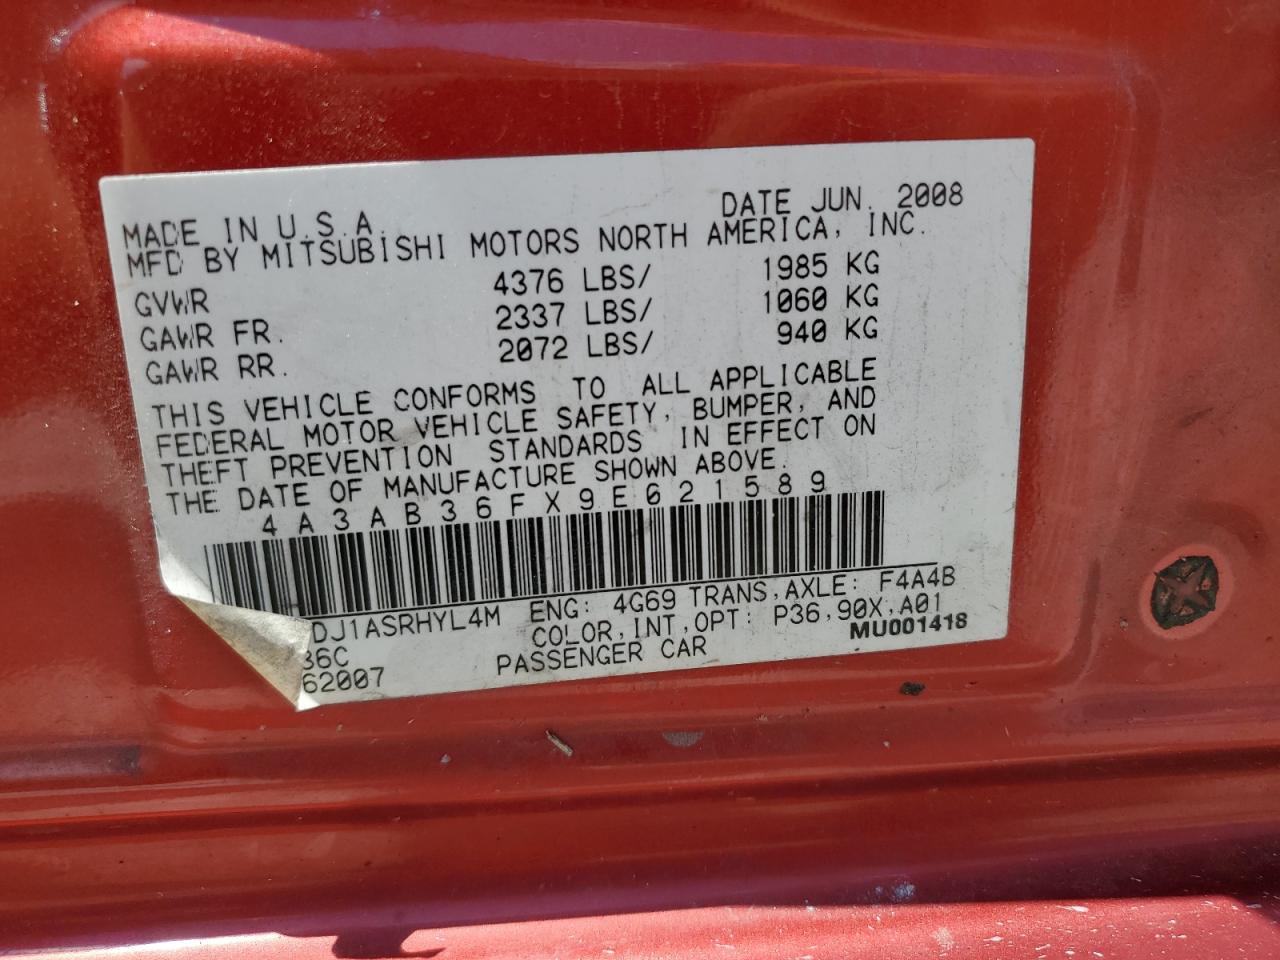 DATE JUN. 2008
MADE IN U.S.A.
MFD BY MITSUBISHI MOTORS NORTH AMERICA, INC.
GVWR 4376 LBS/ 1985 KG
GAWR FR. 2337 LBS/ 1060 KG
GAWR RR. 2072 LBS/ 940 KG
THIS VEHICLE CONFORMS TO ALL APPLICABLE
FEDERAL MOTOR VEHICLE SAFETY, BUMPER, AND
THEFT PREVENTION STANDARDS IN EFFECT ON
THE DATE OF MANUFACTURE SHOWN ABOVE.
4A3AB36FX9E021589
DJ1ASRHYL4M ENG: 4G69 TRANS,AXLE: F4A4B
36C COLOR,INT,OPT: P36,90X,A01
62007 PASSENGER CAR MU001418